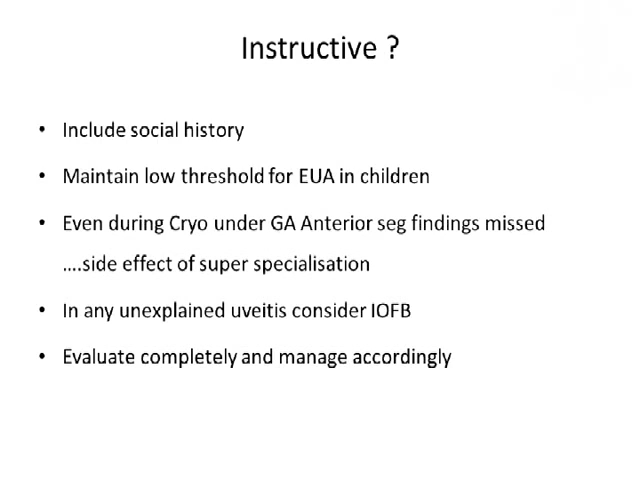 Instructive ?
• Include social history
• Maintain low threshold for EUA in children
• Even during Cryo under GA Anterior seg findings missed
....side effect of super specialisation
• In any unexplained uveitis consider IOFB
• Evaluate completely and manage accordingly